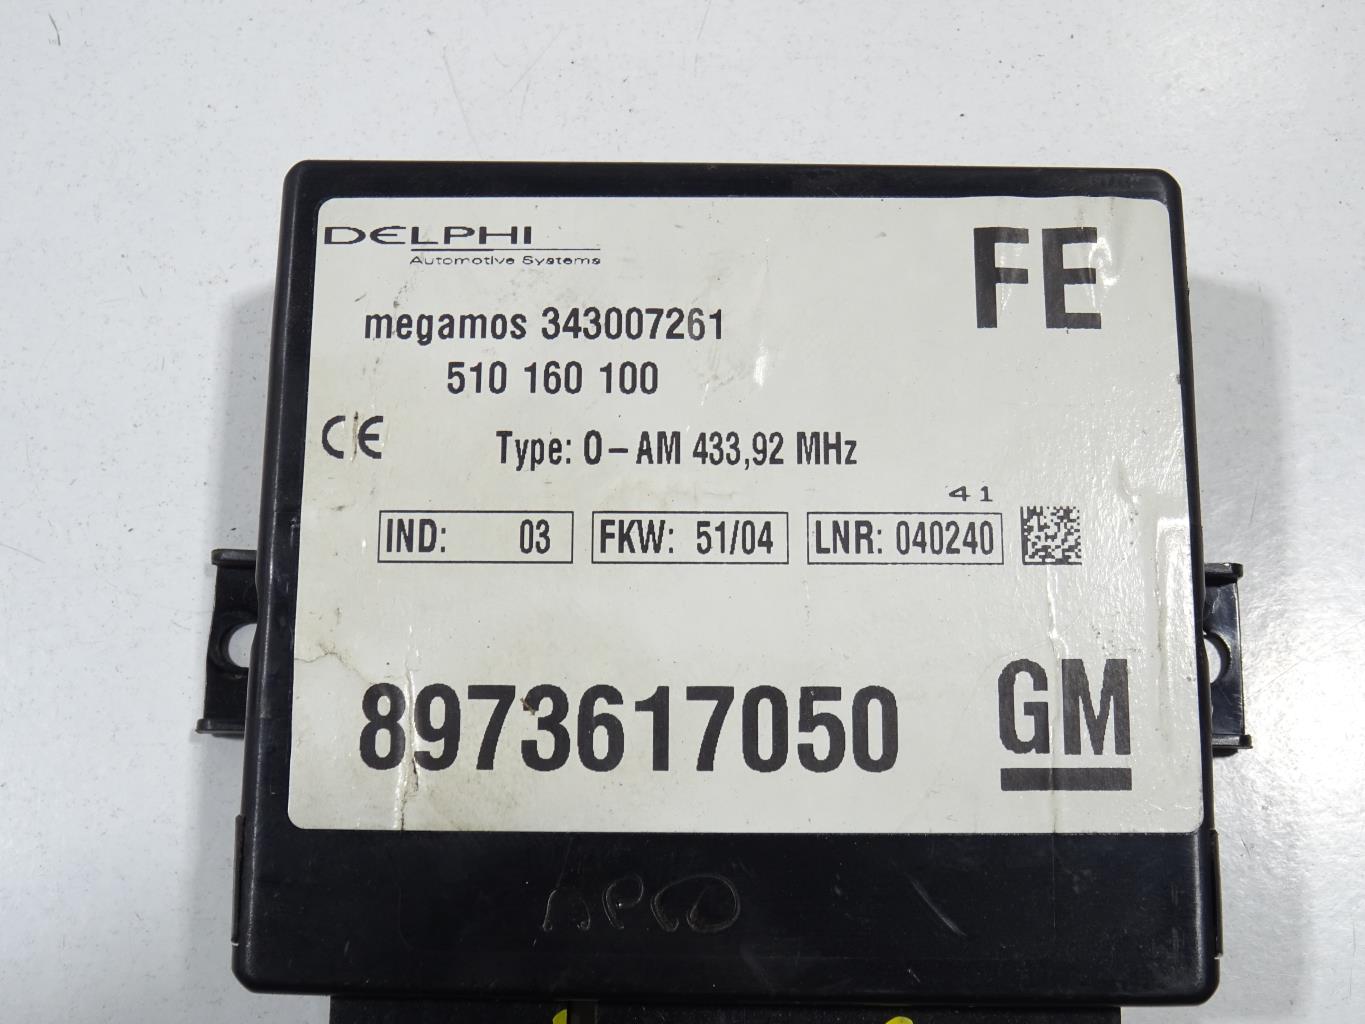 DELPHI
Automotive Systems
FE
megamos 343007261
510 160 100
CE
Type: 0-AM 433,92 MHz
41
IND: 03 FKW: 51/04 LNR: 040240
8973617050 GM